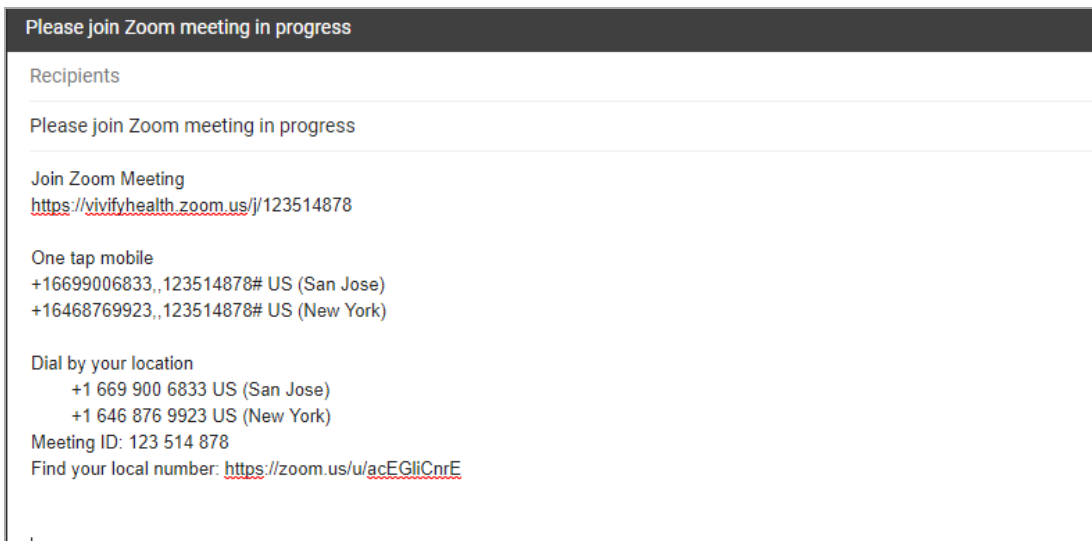 Please join Zoom meeting in progress
Recipients
Please join Zoom meeting in progress
Join Zoom Meeting
https://vivifyhealth.zoom.us/j/123514878
One tap mobile
+16699006833,,123514878# US (San Jose)
+16468769923,,123514878# US (New York)
Dial by your location
+1 669 900 6833 US (San Jose)
+1 646 876 9923 US (New York)
Meeting ID: 123 514 878
Find your local number: https://zoom.us/u/acEGliCnrE